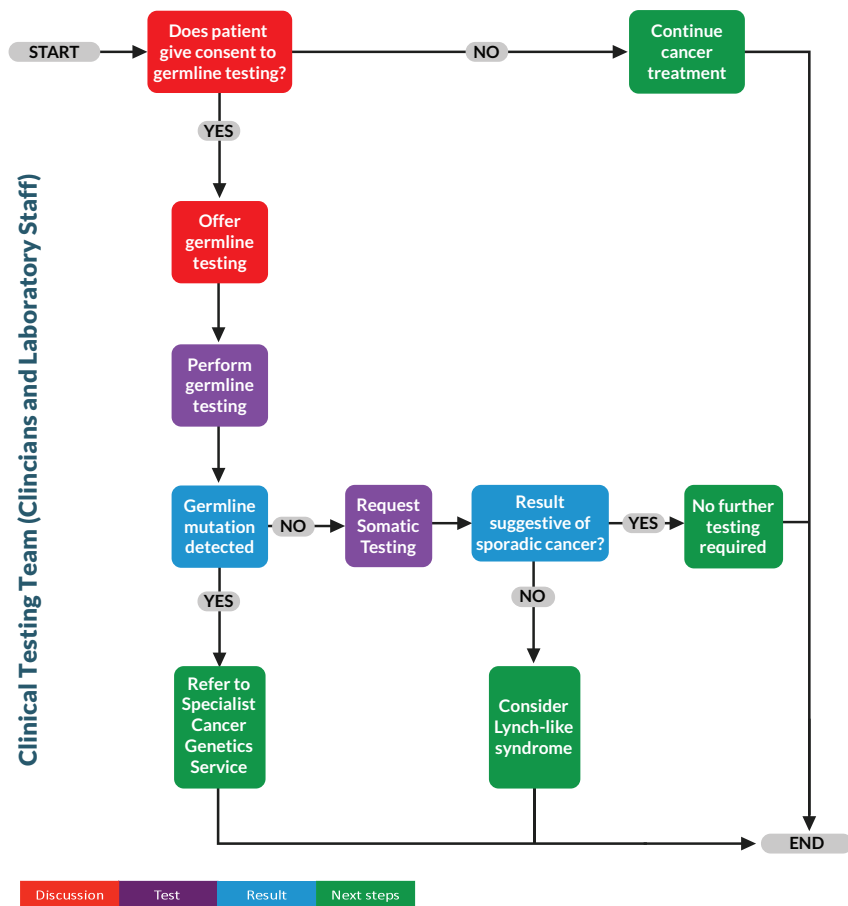 START
Does patient
give consent to
germline testing?
NO
Continue
cancer
treatment
YES
Offer
germline
testing
Perform
germline
testing
Germline
mutation
detected
NO
Request
Somatic
Testing
Result
suggestive of
sporadic cancer?
YES
No further
testing
required
YES
NO
Refer to
Specialist
Cancer
Genetics
Service
Consider
Lynch-like
syndrome
END
Clinical Testing Team (Clincians and Laboratory Staff)
Discussion
Test
Result
Next steps